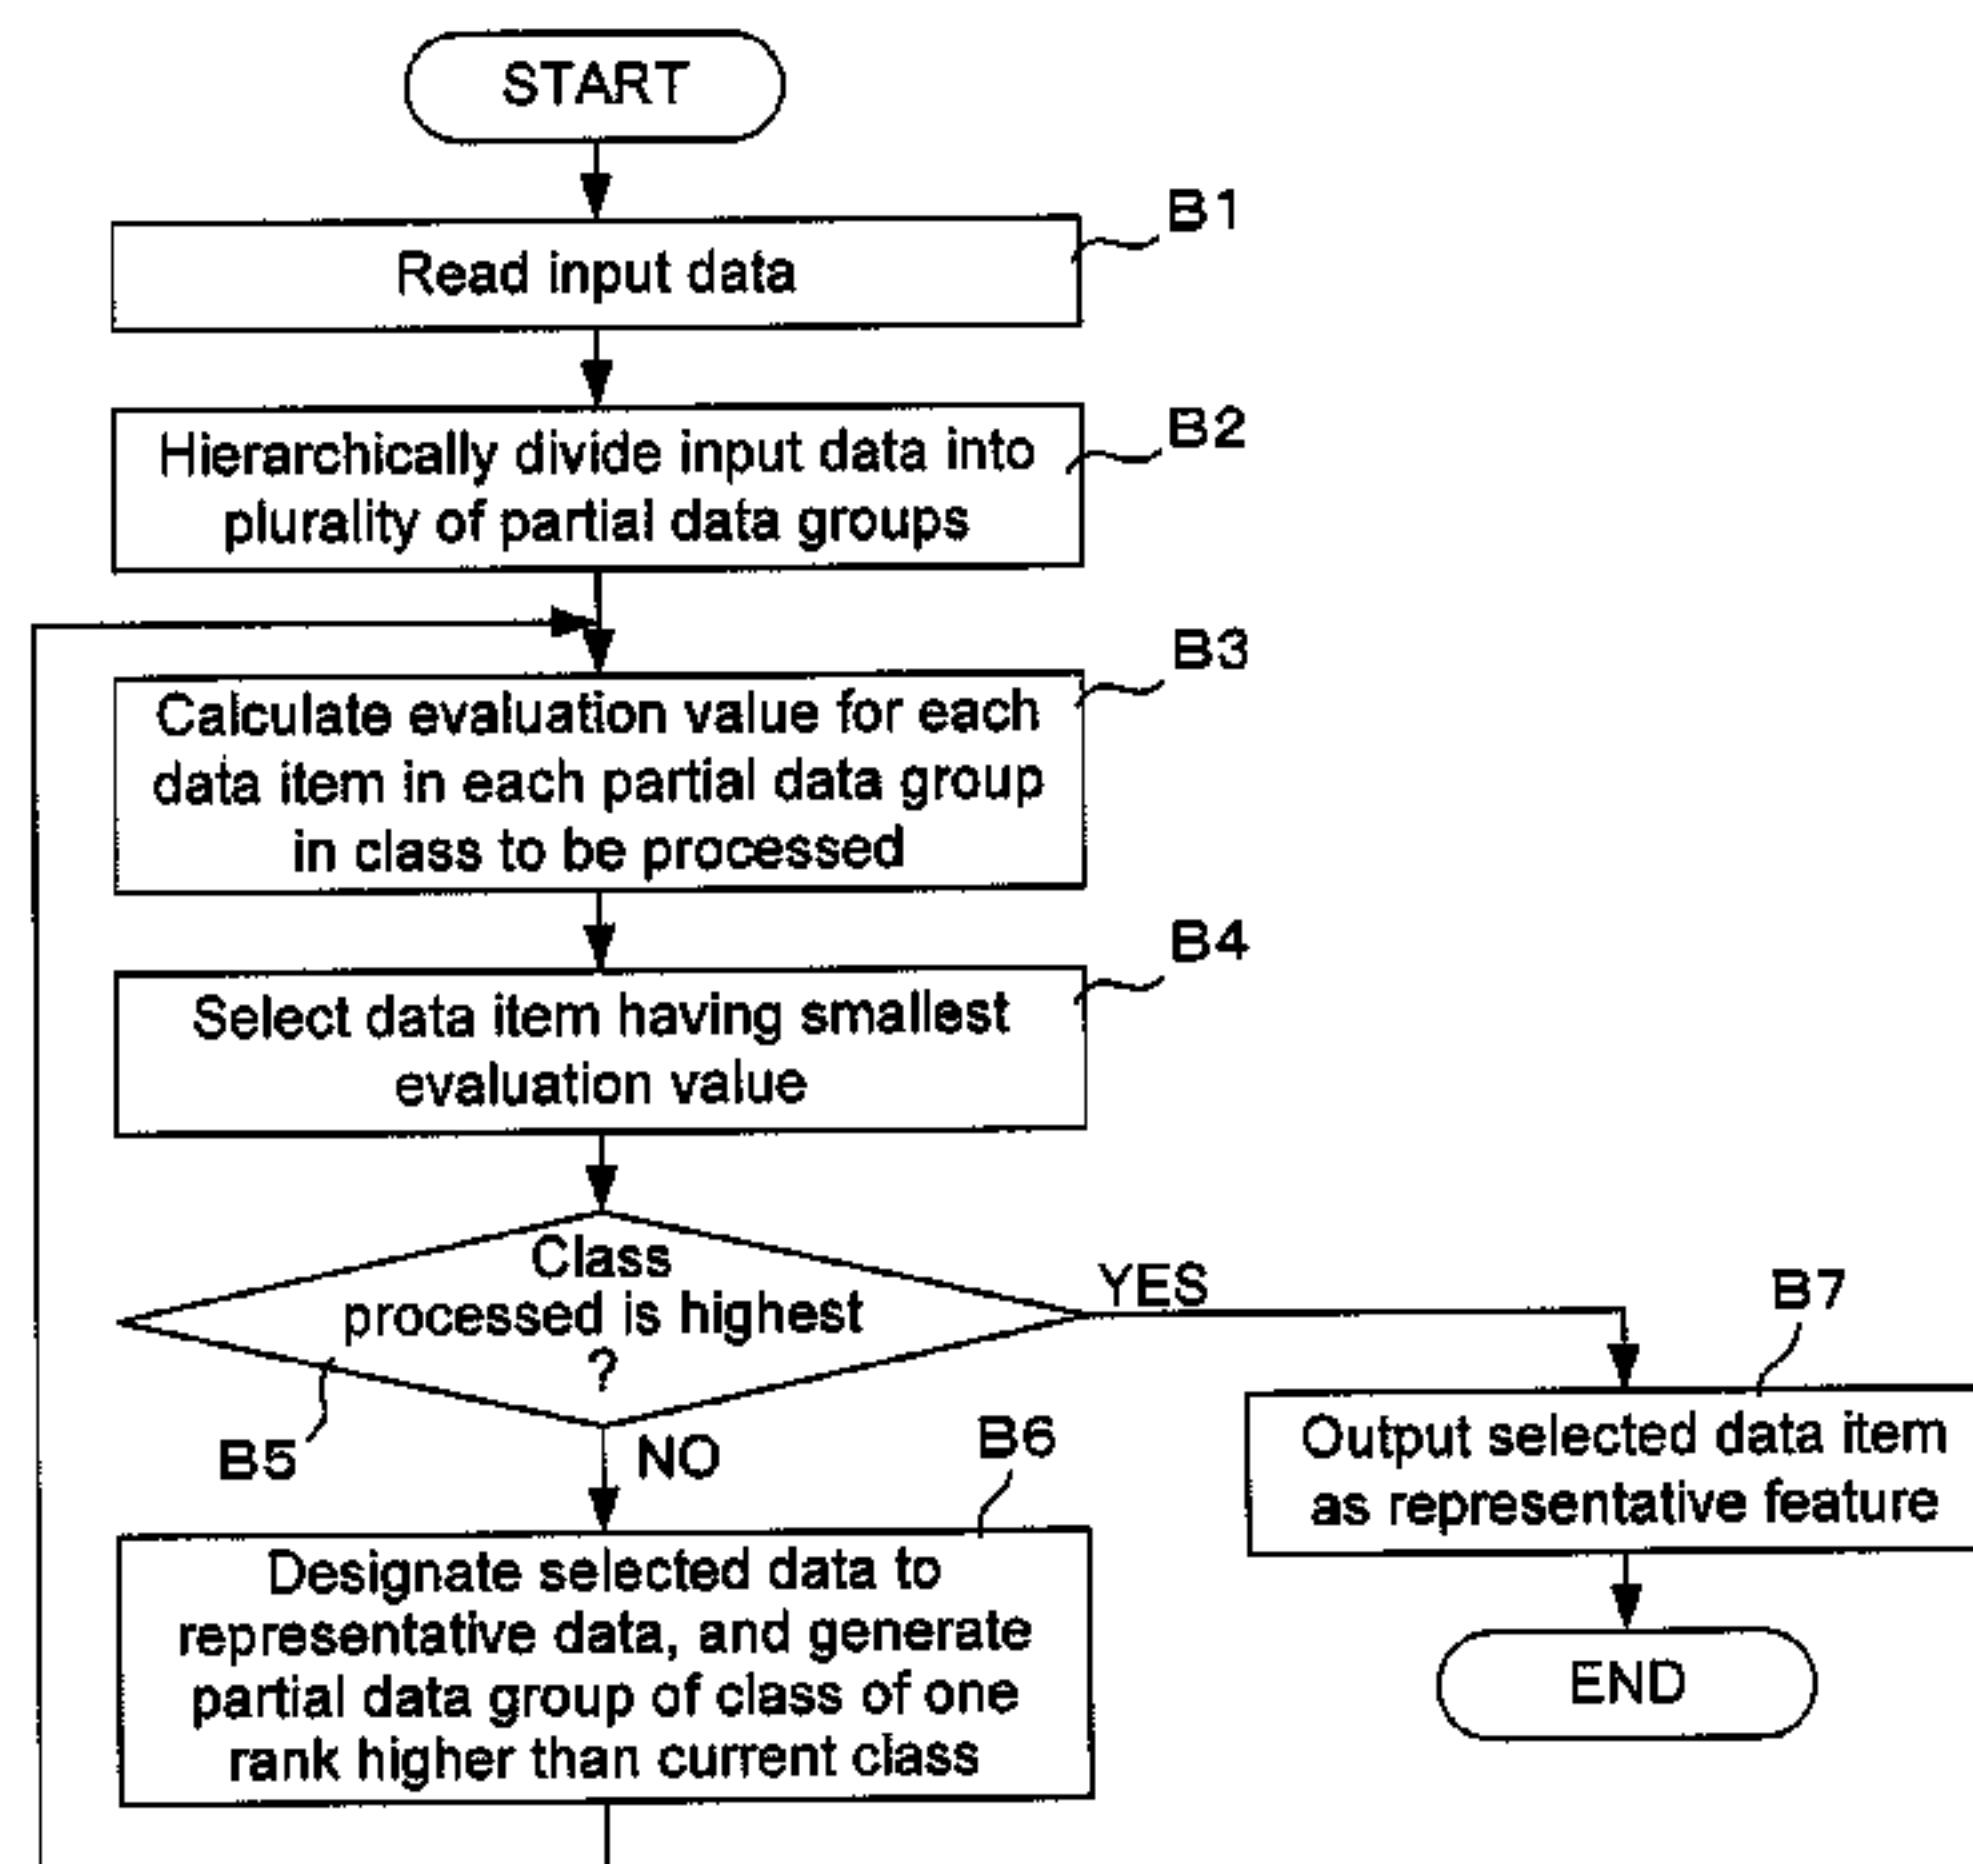 START
B1
Read input data
B2
Hierarchically divide input data into
plurality of partial data groups
B3
Calculate evaluation value for each
data item in each partial data group
in class to be processed
B4
Select data item having smallest
evaluation value
Class
processed is highest
?
YES
B5
NO
B6
B7
Output selected data item
as representative feature
Designate selected data to
representative data, and generate
partial data group of class of one
rank higher than current class
END